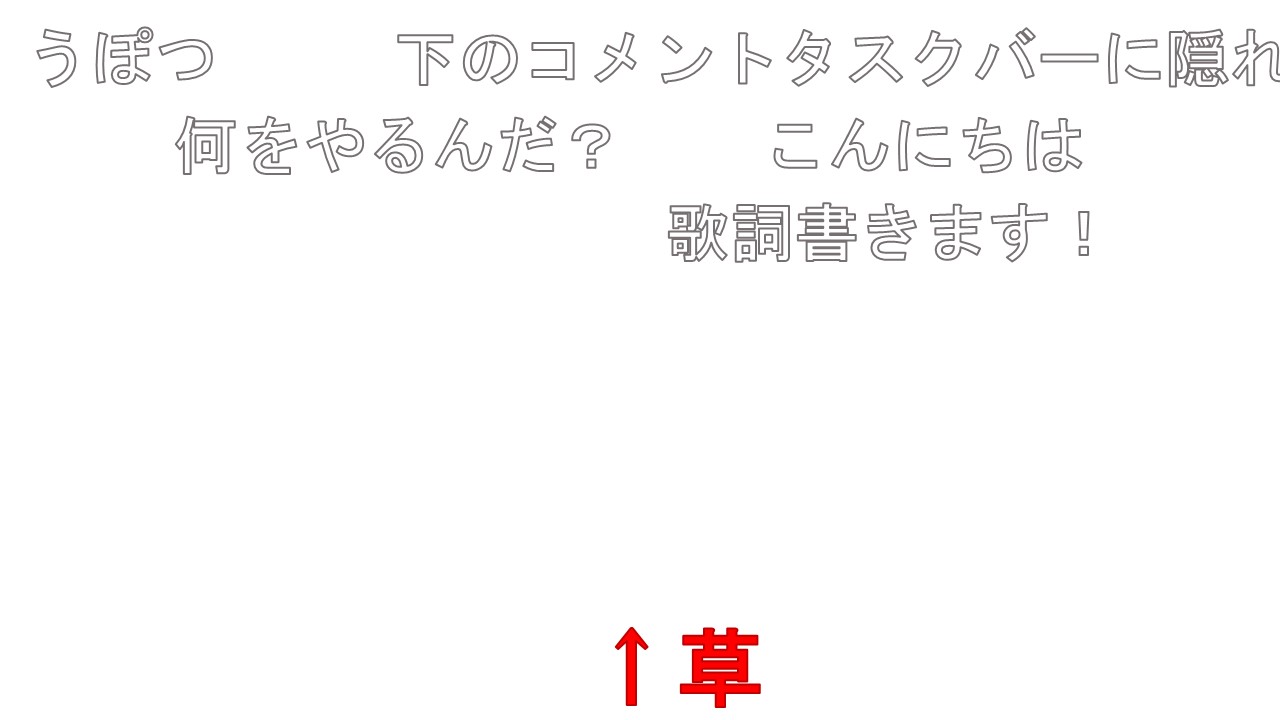 うぽつ 下のコメントタスクバーに隠れ
何をやるんだ？ こんにちは
歌詞書きます！
↑ 草